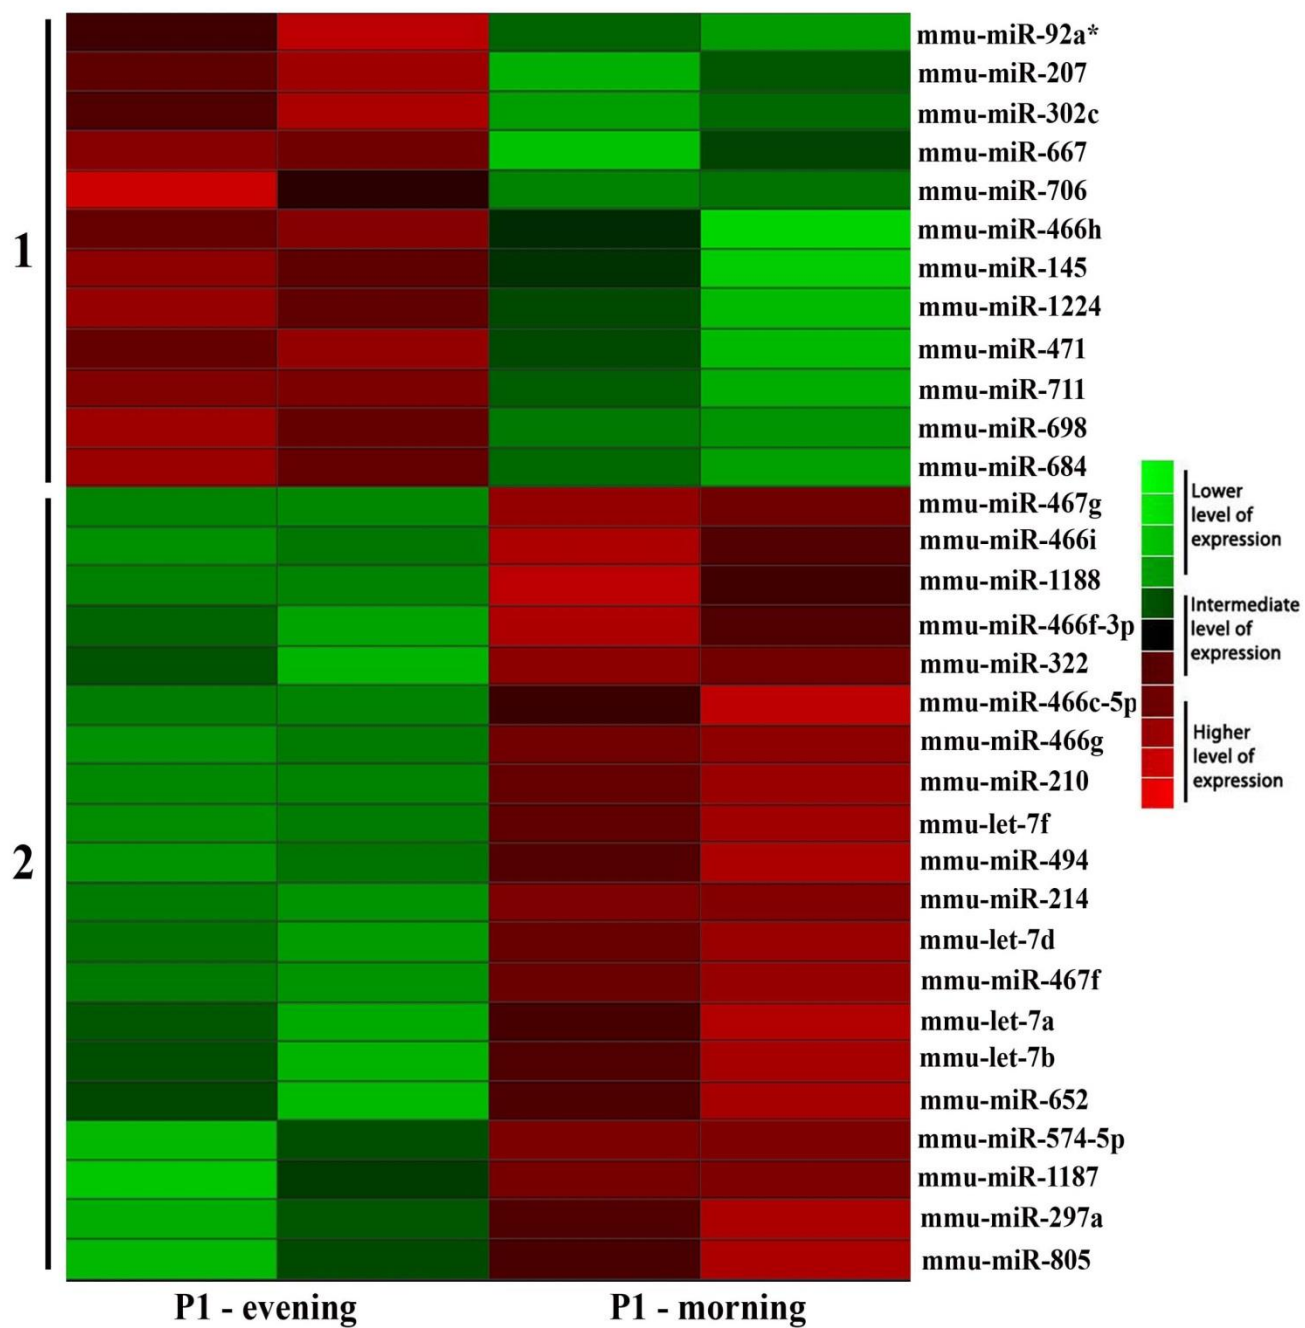 1
2
mmu-miR-92a*
mmu-miR-207
mmu-miR-302c
mmu-miR-667
mmu-miR-706
mmu-miR-466h
mmu-miR-145
mmu-miR-1224
mmu-miR-471
mmu-miR-711
mmu-miR-698
mmu-miR-684
mmu-miR-467g
mmu-miR-466i
mmu-miR-1188
mmu-miR-466f-3p
mmu-miR-322
mmu-miR-466c-5p
mmu-miR-466g
mmu-miR-210
mmu-let-7f
mmu-miR-494
mmu-miR-214
mmu-let-7d
mmu-miR-467f
mmu-let-7a
mmu-let-7b
mmu-miR-652
mmu-miR-574-5p
mmu-miR-1187
mmu-miR-297a
mmu-miR-805
Lower
level of
expression
Intermediate
level of
expression
Higher
level of
expression
P1 - evening
P1 - morning